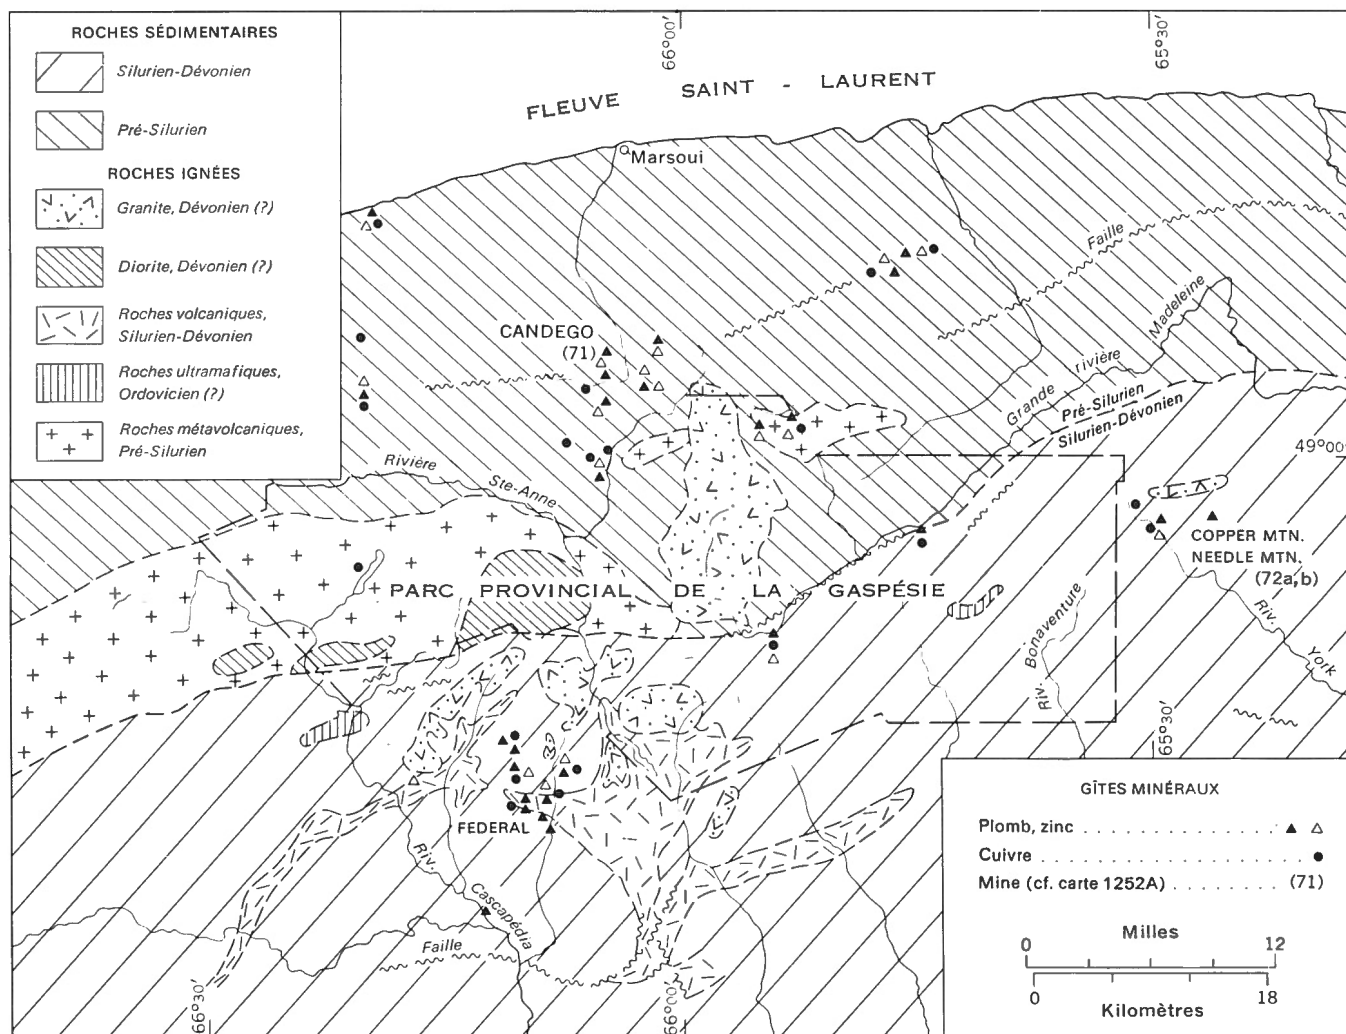 ROCHES SÉDIMENTAIRES
Silurien-Dévonien
Pré-Silurien
ROCHES IGNÉES
Granite, Dévonien (?)
Diorite, Dévonien (?)
Roches volcaniques,
Silurien-Dévonien
Roches ultramafiques,
Ordovicien (?)
Roches métavolcaniques,
Pré-Silurien
66°00'
65°30'
FLEUVE SAINT - LAURENT
Marsoui
Faille
CANDEGO
(71)
Grande rivière Madeleine
Pré-Silurien
Silurien-Dévonien
49°00'
Rivière Ste-Anne
COPPER MTN.
NEEDLE MTN.
(72a,b)
PARC PROVINCIAL DE LA GASPÉSIE
Riv. Bonaventure
Riv. York
FEDERAL
Riv. Cascapédia
Faille
66°30'
66°00'
65°30'
GÎTES MINÉRAUX
Plomb, zinc . . . . . . . . . . . . . . ▲ △
Cuivre . . . . . . . . . . . . . . . . . ●
Mine (cf. carte 1252A) . . . . . . . . (71)
Milles
0 12
0 18
Kilomètres